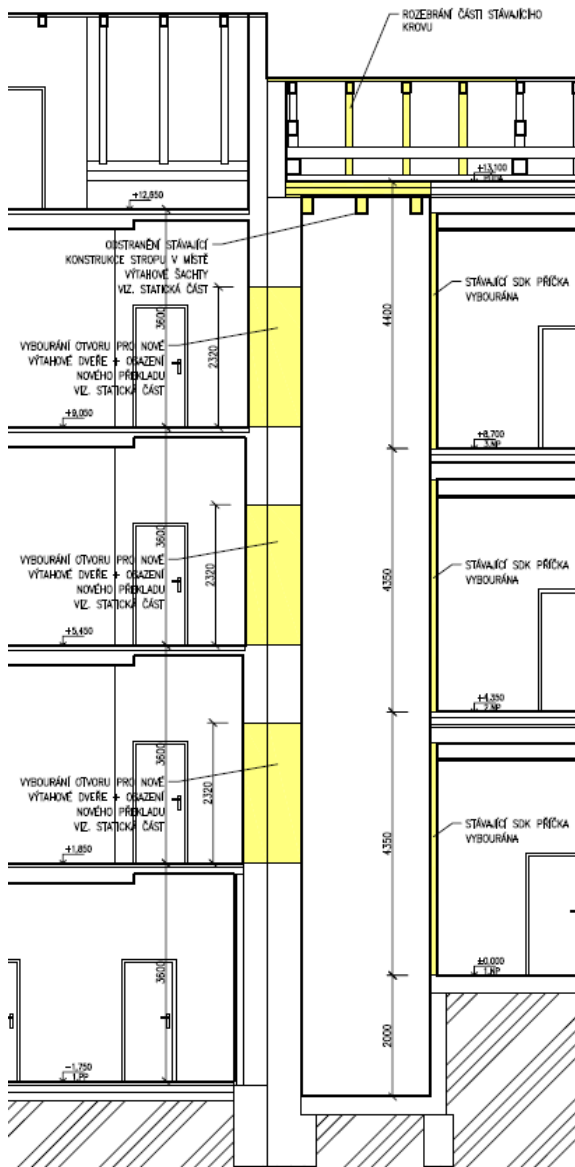 ROZEBRÁNÍ ČÁSTI STÁVAJÍCÍHO
KROVU
+13,100
PŮDA
+12,650
ODSTRANĚNÍ STÁVAJÍCÍ
KONSTRUKCE STROPU V MÍSTĚ
VÝTAHOVÉ ŠACHTY
VIZ. STATICKÁ ČÁST
3600
4400
STÁVAJÍCÍ SDK PŘÍČKA
VYBOURÁNA
VYBOURÁNÍ OTVORU PRO NOVÉ
VÝTAHOVÉ DVEŘE + OSAZENÍ
NOVÉHO PŘEKLADU
VIZ. STATICKÁ ČÁST
2320
+9,050
+8,700
3.NP
3600
VYBOURÁNÍ OTVORU PRO NOVÉ
VÝTAHOVÉ DVEŘE + OSAZENÍ
NOVÉHO PŘEKLADU
VIZ. STATICKÁ ČÁST
2320
4350
STÁVAJÍCÍ SDK PŘÍČKA
VYBOURÁNA
+5,450
+4,350
2.NP
3600
VYBOURÁNÍ OTVORU PRO NOVÉ
VÝTAHOVÉ DVEŘE + OSAZENÍ
NOVÉHO PŘEKLADU
VIZ. STATICKÁ ČÁST
2320
4350
STÁVAJÍCÍ SDK PŘÍČKA
VYBOURÁNA
+1,850
±0,000
1.NP
3600
2000
-1,750
1.PP